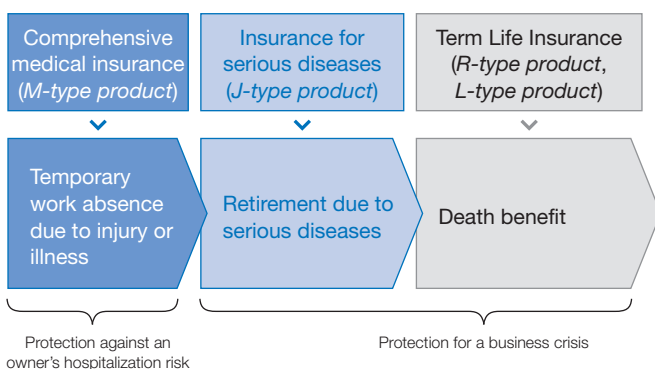 Comprehensive
medical insurance
(M-type product)
Insurance for
serious diseases
(J-type product)
Term Life Insurance
(R-type product,
L-type product)
Temporary
work absence
due to injury or
illness
Retirement due to
serious diseases
Death benefit
Protection against an
owner's hospitalization risk
Protection for a business crisis